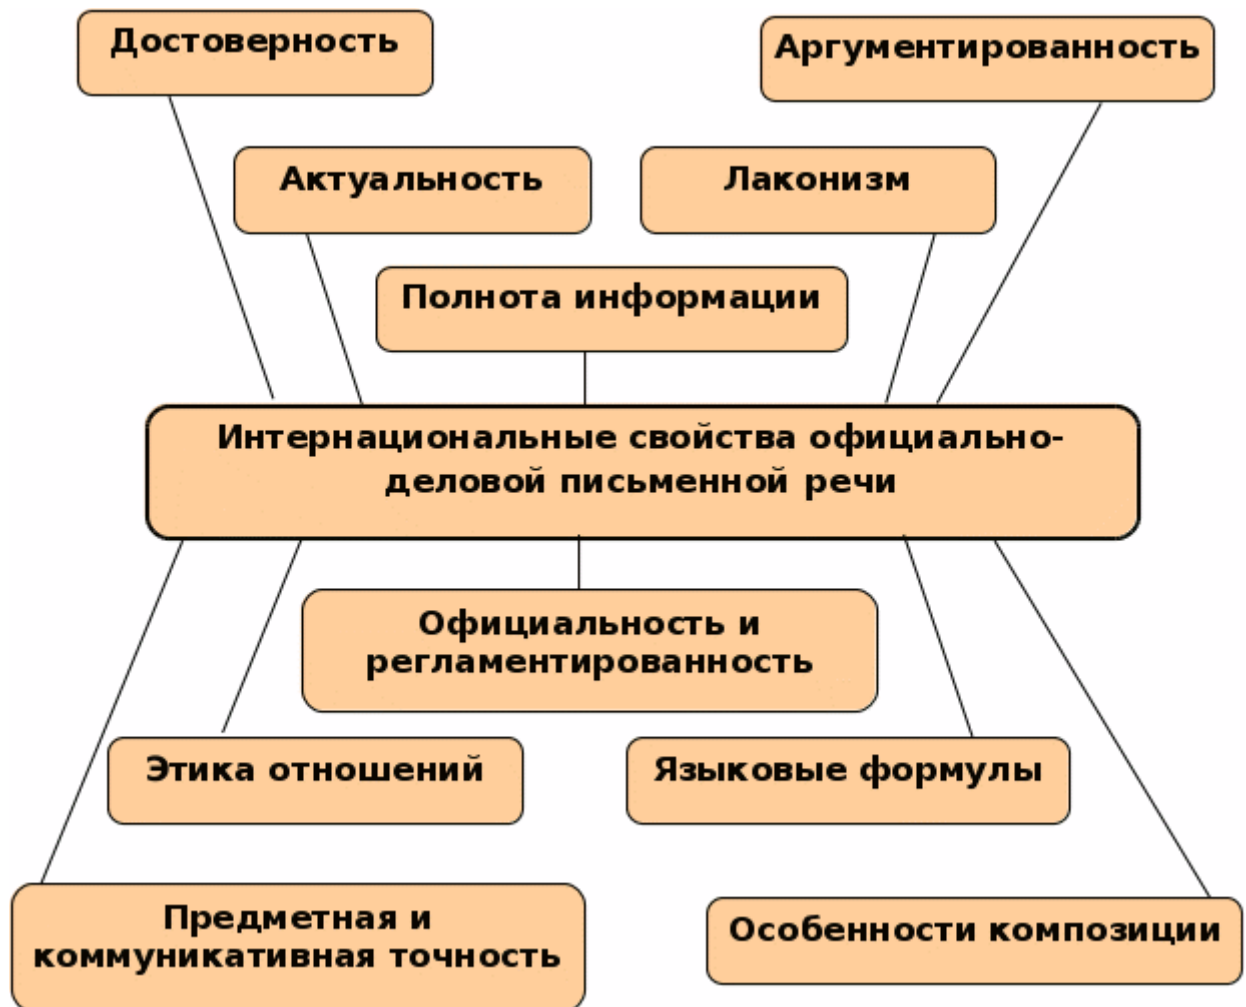 Достоверность
Аргументированность
Актуальность
Лаконизм
Полнота информации
Интернациональные свойства официально-
деловой письменной речи
Официальность и
регламентированность
Этика отношений
Языковые формулы
Предметная и
коммуникативная точность
Особенности композиции